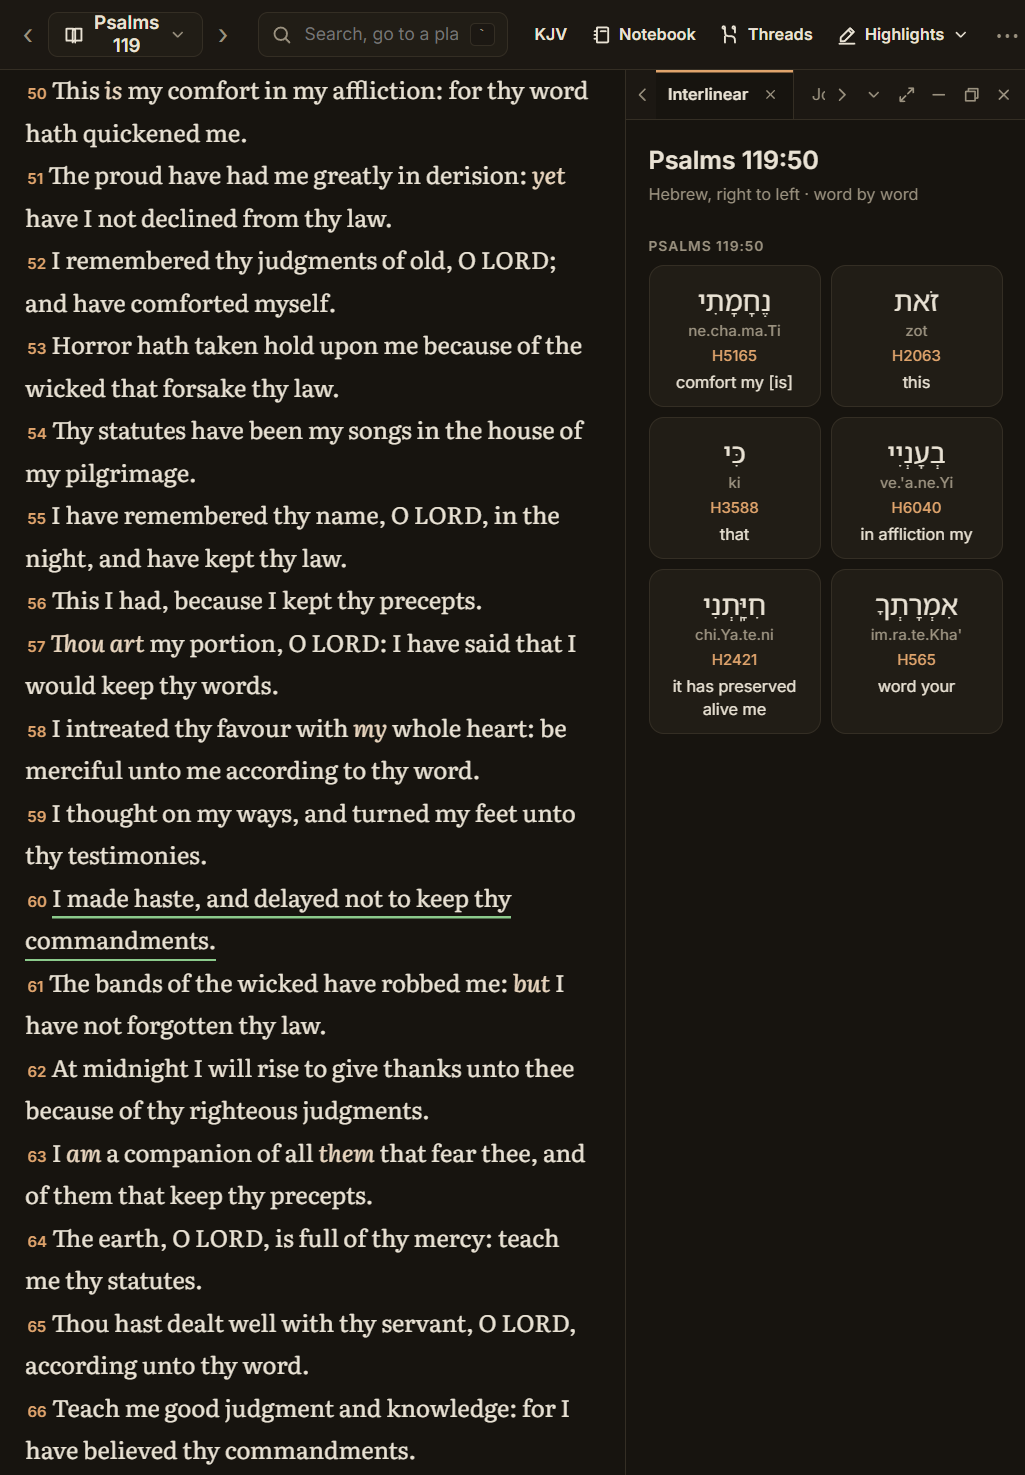 Psalms 119
Search, go to a pla `
KJV
Notebook
Threads
Highlights
50 This is my comfort in my affliction: for thy word
hath quickened me.
51 The proud have had me greatly in derision: yet
have I not declined from thy law.
52 I remembered thy judgments of old, O LORD;
and have comforted myself.
53 Horror hath taken hold upon me because of the
wicked that forsake thy law.
54 Thy statutes have been my songs in the house of
my pilgrimage.
55 I have remembered thy name, O LORD, in the
night, and have kept thy law.
56 This I had, because I kept thy precepts.
57 Thou art my portion, O LORD: I have said that I
would keep thy words.
58 I intreated thy favour with my whole heart: be
merciful unto me according to thy word.
59 I thought on my ways, and turned my feet unto
thy testimonies.
60 I made haste, and delayed not to keep thy
commandments.
61 The bands of the wicked have robbed me: but I
have not forgotten thy law.
62 At midnight I will rise to give thanks unto thee
because of thy righteous judgments.
63 I am a companion of all them that fear thee, and
of them that keep thy precepts.
64 The earth, O LORD, is full of thy mercy: teach
me thy statutes.
65 Thou hast dealt well with thy servant, O LORD,
according unto thy word.
66 Teach me good judgment and knowledge: for I
have believed thy commandments.
Interlinear
Psalms 119:50
Hebrew, right to left · word by word
PSALMS 119:50
זֹאת
zot
H2063
this
נֶחָמָתִי
ne.cha.ma.Ti
H5165
comfort my [is]
בְעָנְיִי
ve.'a.ne.Yi
H6040
in affliction my
כִּי
ki
H3588
that
אִמְרָתְךָ
im.ra.te.Kha'
H565
word your
חִיָּתְנִי
chi.Ya.te.ni
H2421
it has preserved
alive me